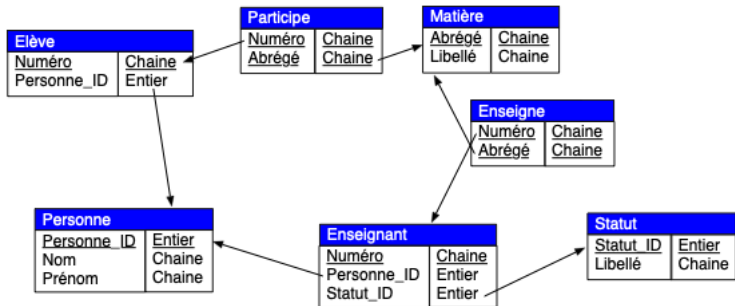 Participe
Numéro Chaine
Abrégé Chaine
Matière
Abrégé Chaine
Libellé Chaine
Elève
Numéro Chaine
Personne_ID Entier
Enseigne
Numéro Chaine
Abrégé Chaine
Personne
Personne_ID Entier
Nom Chaine
Prénom Chaine
Enseignant
Numéro Chaine
Personne_ID Entier
Statut_ID Entier
Statut
Statut_ID Entier
Libellé Chaine